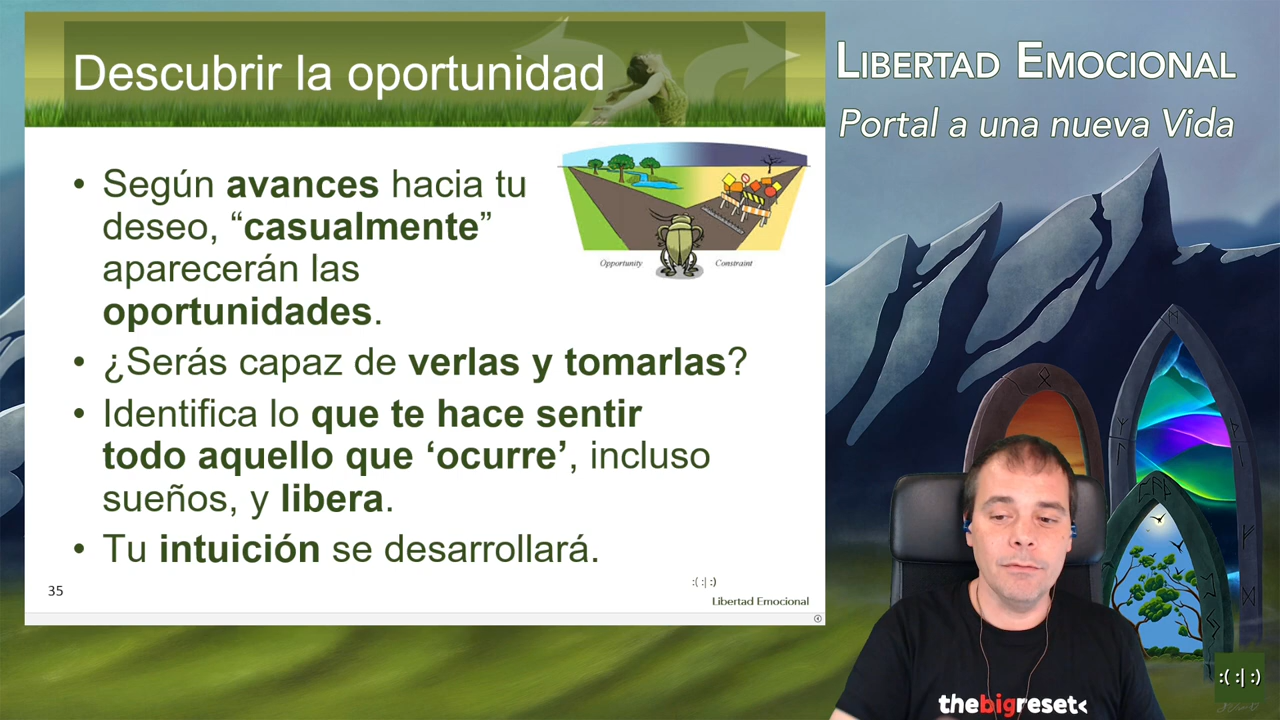 Descubrir la oportunidad
• Según avances hacia tu
deseo, “casualmente”
aparecerán las
oportunidades.
• ¿Serás capaz de verlas y tomarlas?
• Identifica lo que te hace sentir
todo aquello que ‘ocurre’, incluso
sueños, y libera.
• Tu intuición se desarrollará.
Opportunity
Constraint
35
:( :| :)
Libertad Emocional
LIBERTAD EMOCIONAL
Portal a una nueva Vida
thebigreset<
:( :| :)